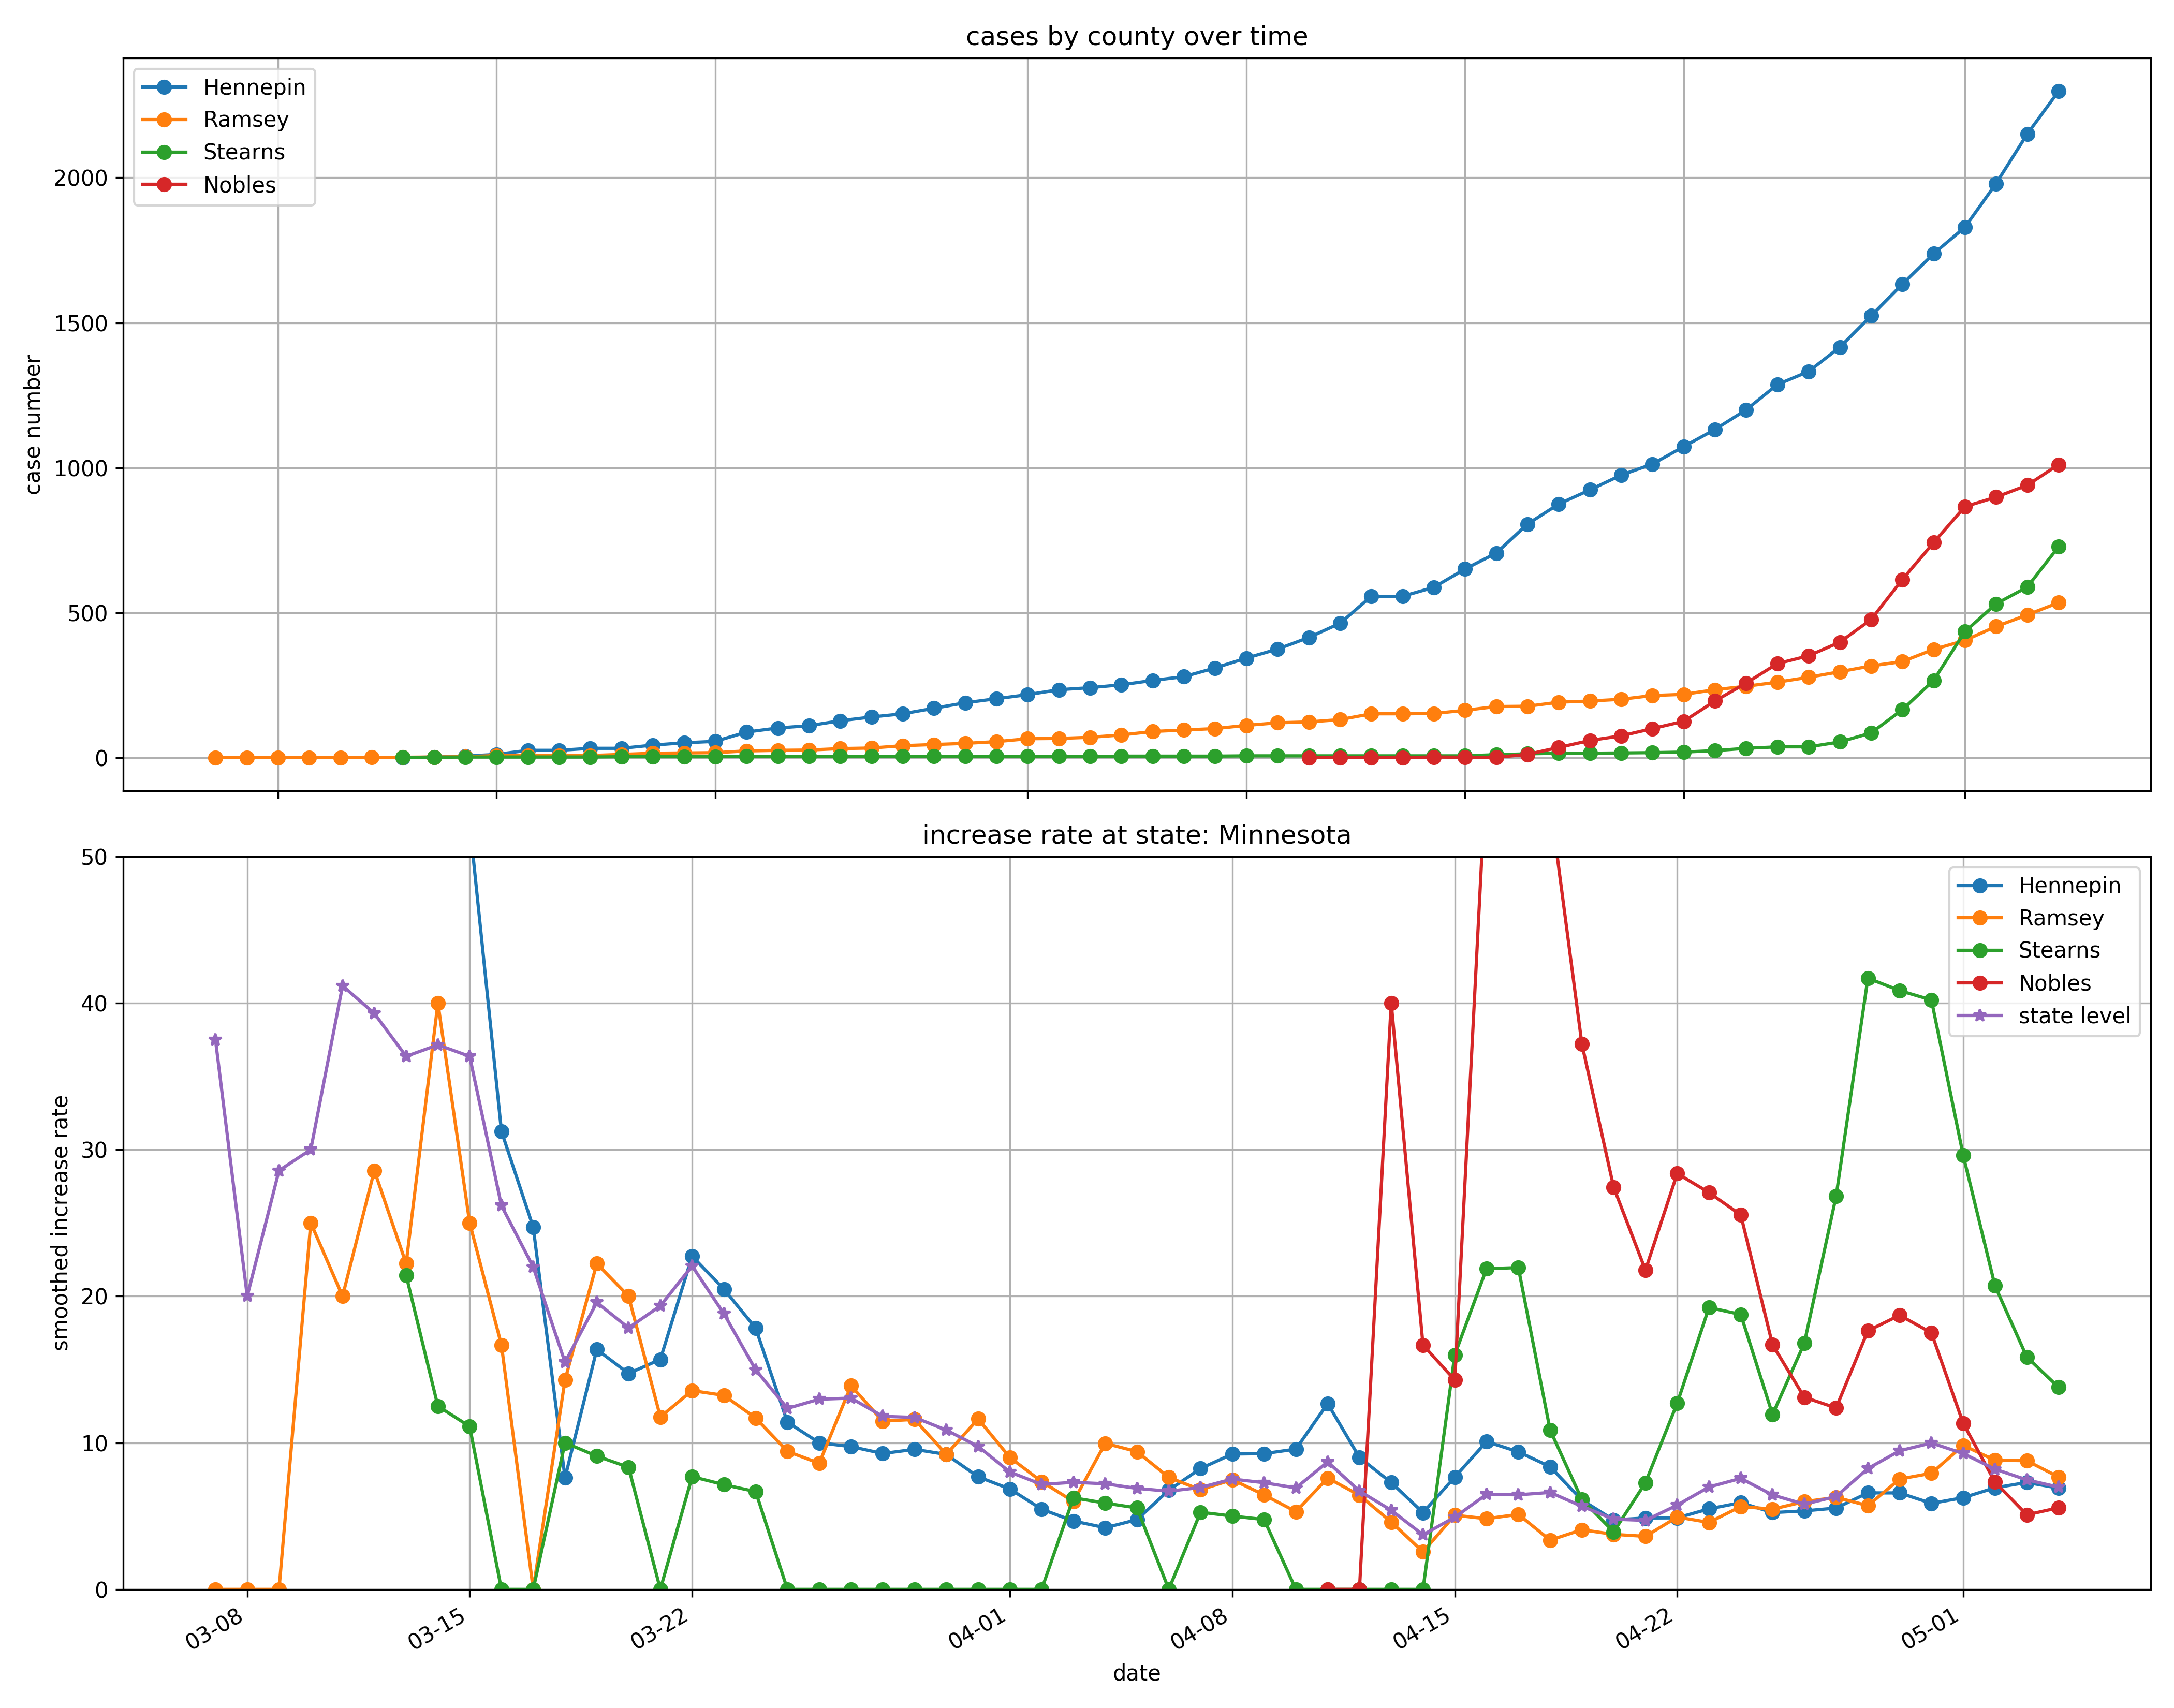 cases by county over time
Hennepin
Ramsey
Stearns
Nobles
2000
1500
1000
500
0
case number
increase rate at state: Minnesota
50
40
30
20
10
0
smoothed increase rate
Hennepin
Ramsey
Stearns
Nobles
state level
03-08
03-15
03-22
04-01
04-08
04-15
04-22
05-01
date